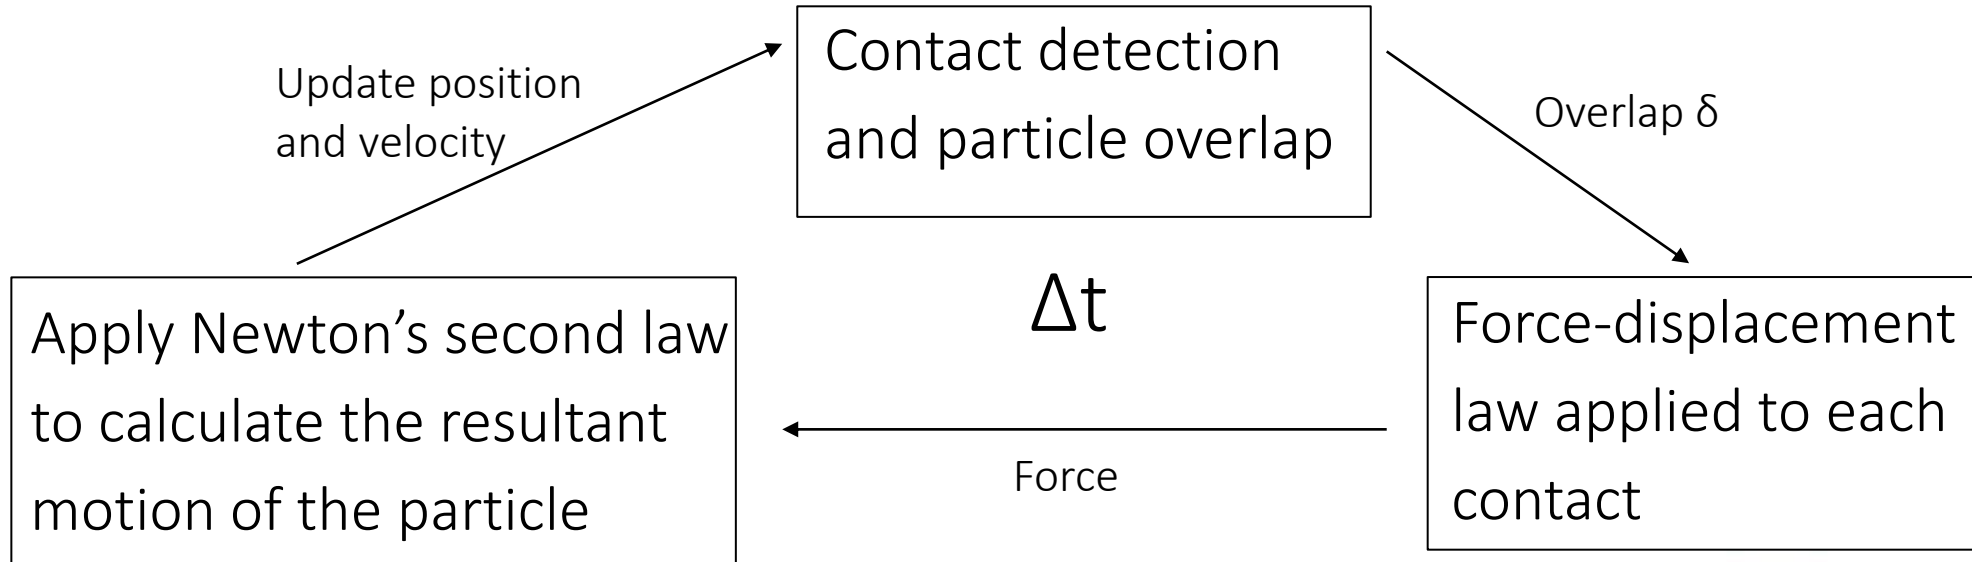 Contact detection
and particle overlap
Update position
and velocity
Overlap δ
Δt
Apply Newton’s second law
to calculate the resultant
motion of the particle
Force-displacement
law applied to each
contact
Force